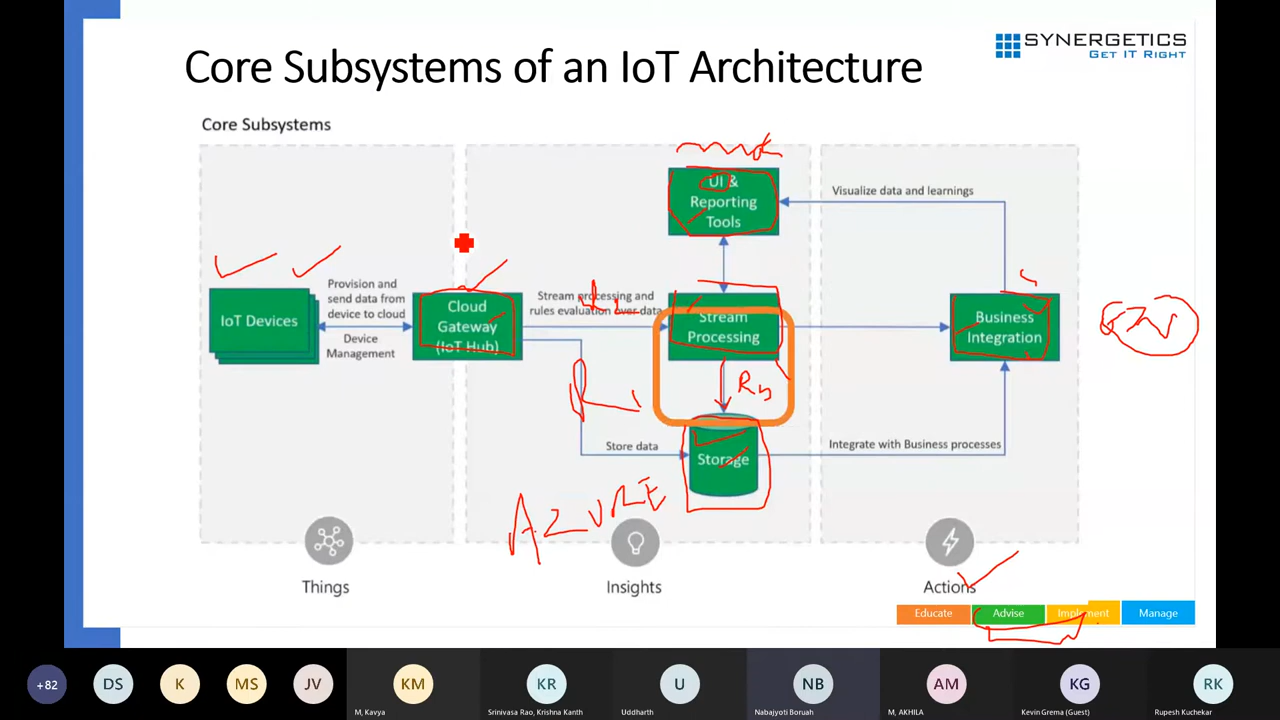 SYNERGETICS
GET IT RIGHT
Core Subsystems of an IoT Architecture
Core Subsystems
UI &
Reporting
Tools
Visualize data and learnings
Provision and
send data from
device to cloud
IoT Devices
Device
Management
Cloud
Gateway
(IoT Hub)
Stream processing and
rules evaluation over data
Stream
Processing
Business
Integration
R
Store data
Storage
Integrate with Business processes
AZURE
Things
Insights
Actions
Educate
Advise
Implement
Manage
+82
DS
K
MS
JV
KM
KR
U
NB
AM
KG
RK
M, Kavya
Srinivasa Rao, Krishna Kanth
Uddharth
Nabajyoti Boruah
M, AKHILA
Kevin Grema (Guest)
Rupesh Kuchekar